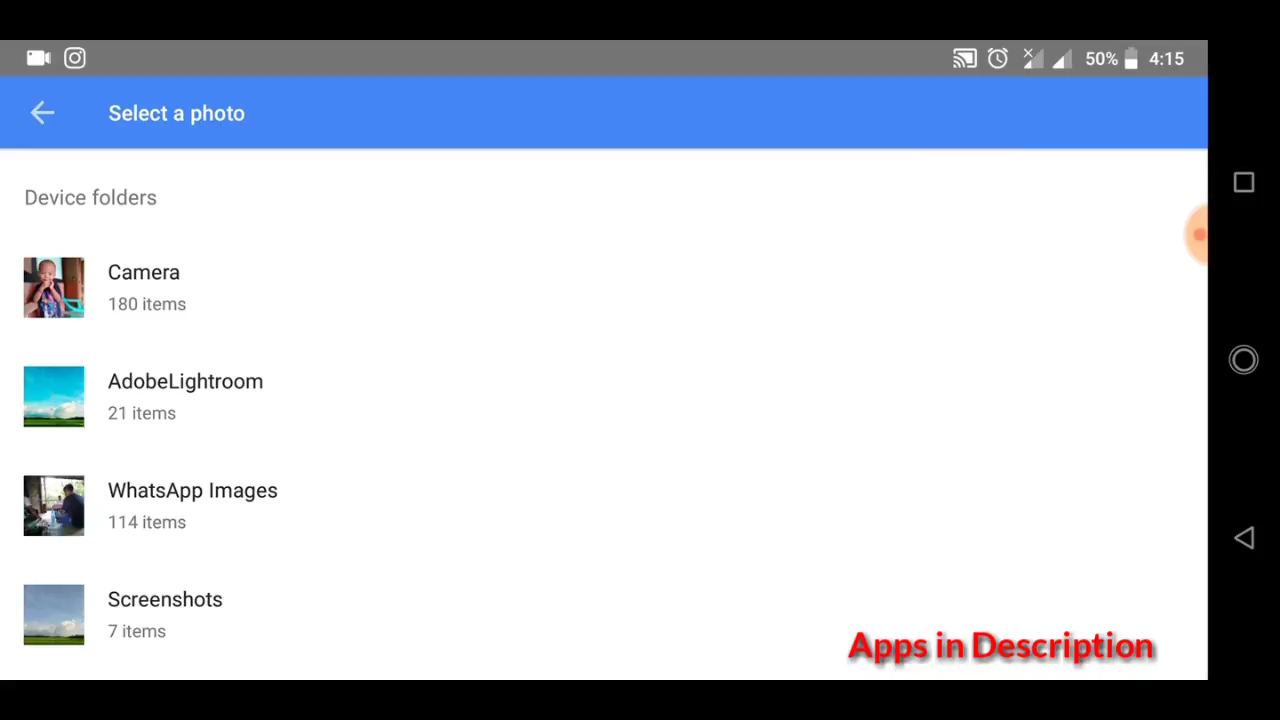 50% 4:15
Select a photo
Device folders
Camera
180 items
AdobeLightroom
21 items
WhatsApp Images
114 items
Screenshots
7 items
Apps in Description